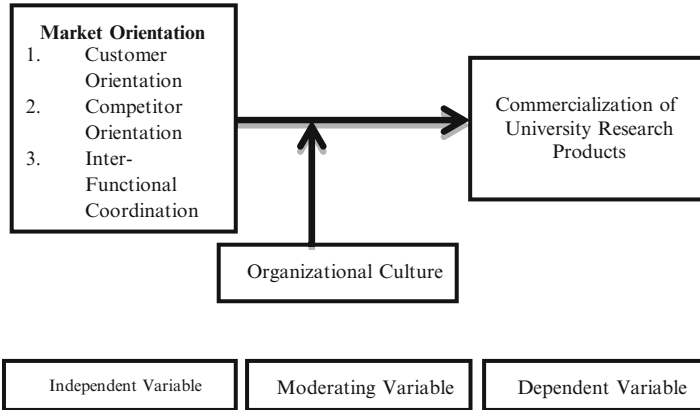 Market Orientation
1. Customer
Orientation
2. Competitor
Orientation
3. Inter-
Functional
Coordination
Commercialization of
University Research
Products
Organizational Culture
Independent Variable
Moderating Variable
Dependent Variable